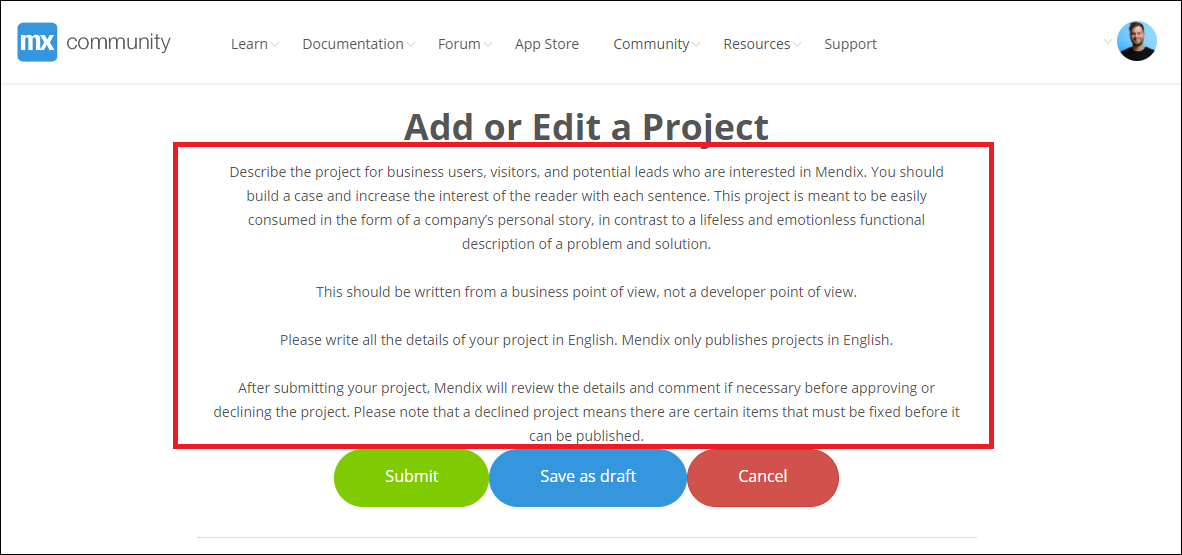 mx community
Learn Documentation Forum App Store Community Resources Support
Add or Edit a Project
Describe the project for business users, visitors, and potential leads who are interested in Mendix. You should
build a case and increase the interest of the reader with each sentence. This project is meant to be easily
consumed in the form of a company’s personal story, in contrast to a lifeless and emotionless functional
description of a problem and solution.
This should be written from a business point of view, not a developer point of view.
Please write all the details of your project in English. Mendix only publishes projects in English.
After submitting your project, Mendix will review the details and comment if necessary before approving or
declining the project. Please note that a declined project means there are certain items that must be fixed before it
can be published.
Submit Save as draft Cancel